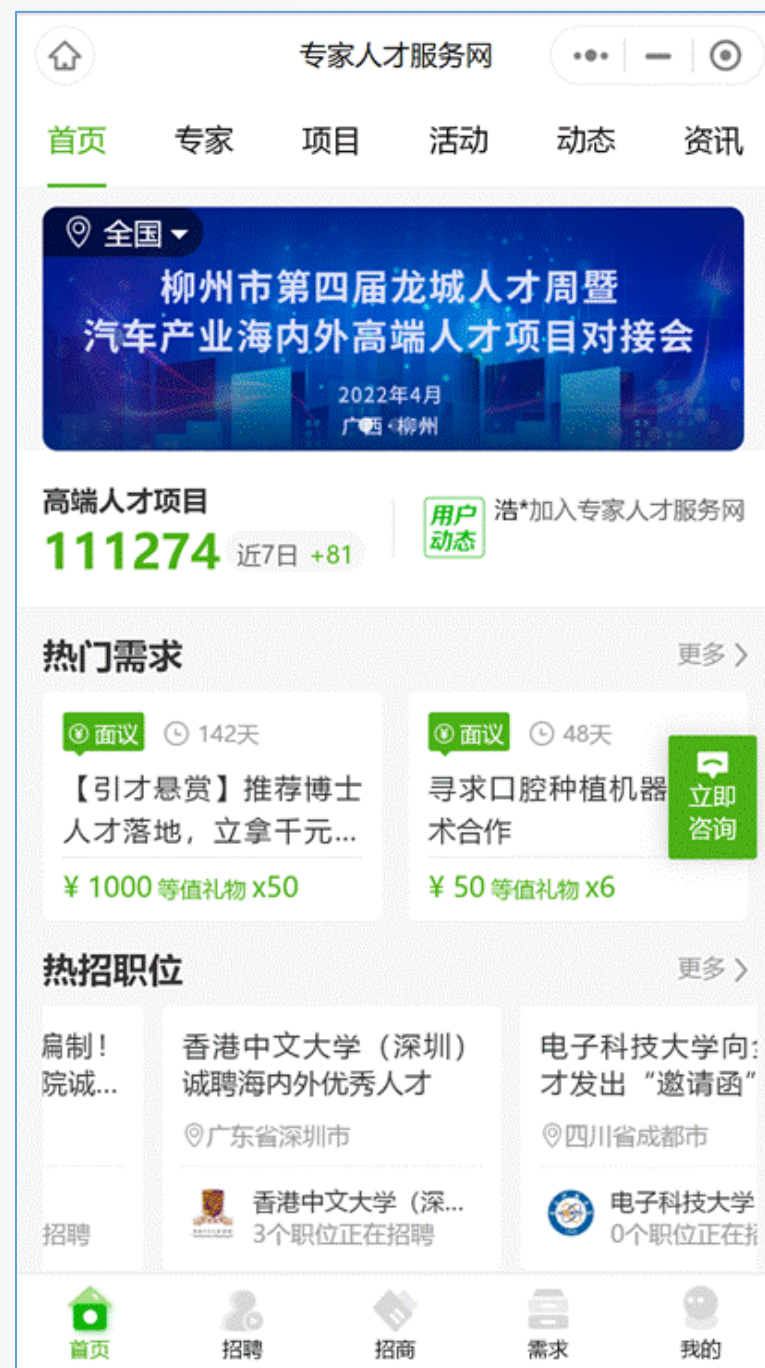 专家人才服务网
首页 专家 项目 活动 动态 资讯
全国
柳州市第四届龙城人才周暨
汽车产业海内外高端人才项目对接会
2022年4月
广西·柳州
高端人才项目
111274 近7日 +81
用户
动态
浩*加入专家人才服务网
热门需求 更多
面议 142天
【引才悬赏】推荐博士
人才落地，立拿千元...
¥ 1000 等值礼物 x50
面议 48天
寻求口腔种植机器
术合作
¥ 50 等值礼物 x6
立即
咨询
热招职位 更多
编制！
院诚...
招聘
香港中文大学（深圳）
诚聘海内外优秀人才
广东省深圳市
香港中文大学（深...
3个职位正在招聘
电子科技大学向
才发出“邀请函”
四川省成都市
电子科技大学
0个职位正在招
首页 招聘 招商 需求 我的